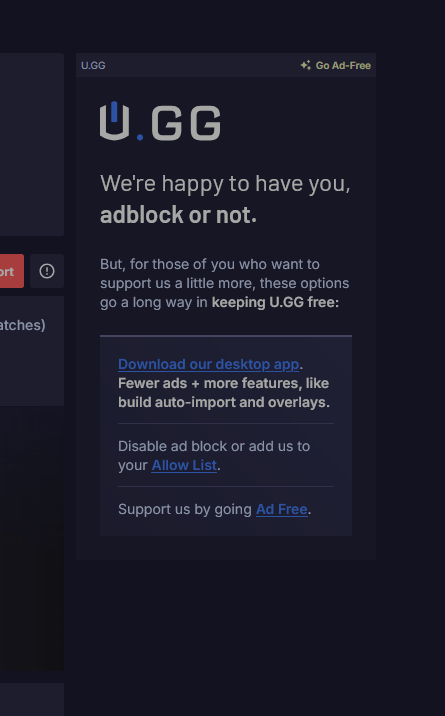 U.GG
Go Ad-Free
U.GG
We're happy to have you,
adblock or not.
ort
atches)
But, for those of you who want to
support us a little more, these options
go a long way in keeping U.GG free:
Download our desktop app.
Fewer ads + more features, like
build auto-import and overlays.
Disable ad block or add us to
your Allow List.
Support us by going Ad Free.